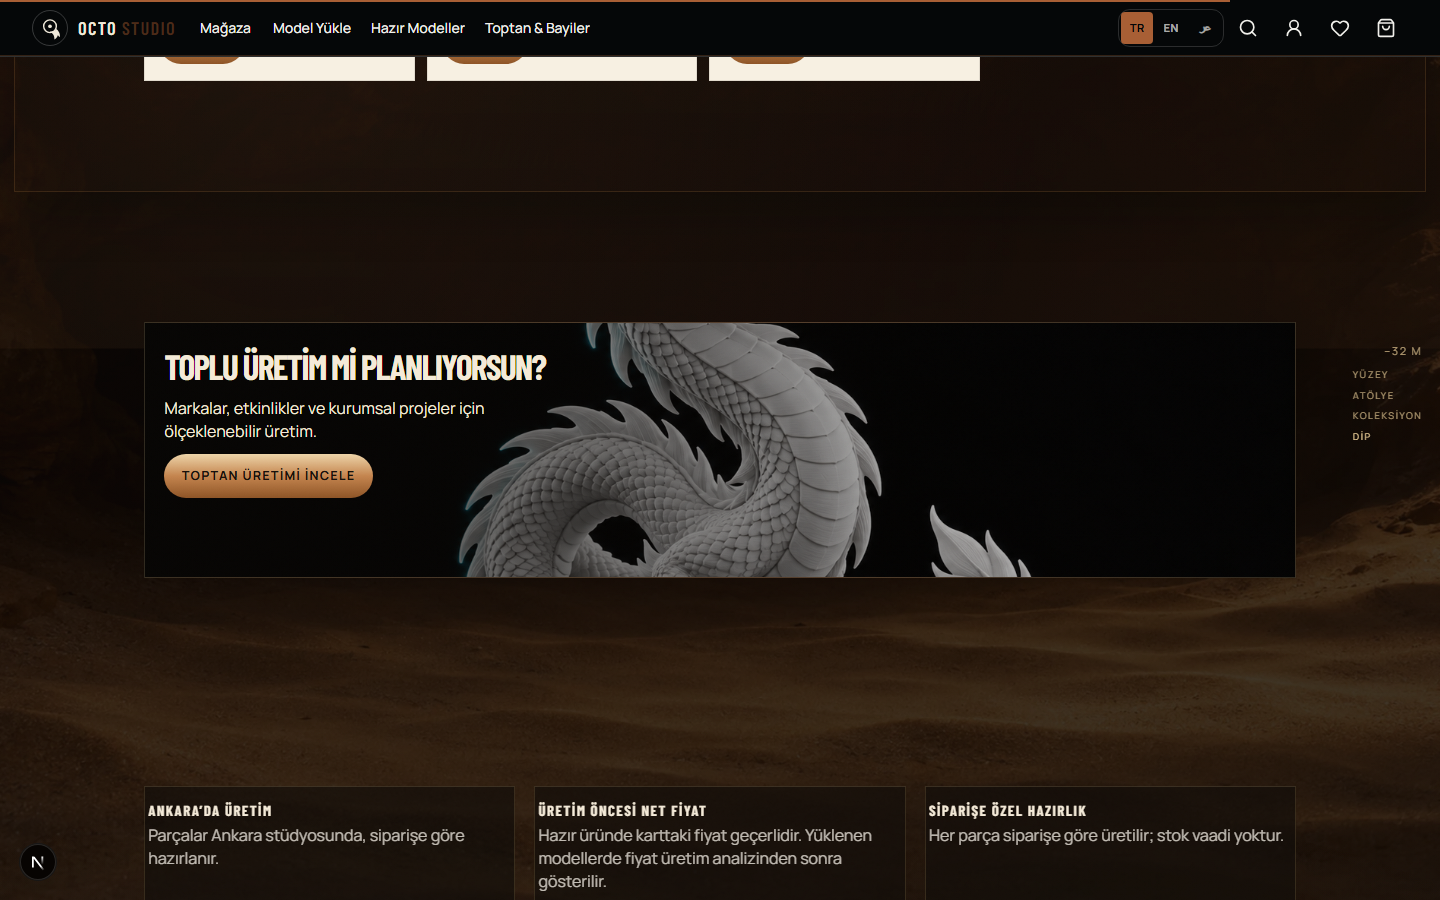 OCTO STUDIO
Mağaza
Model Yükle
Hazır Modeller
Toptan & Bayiler
TR
EN
TOPLU ÜRETİM Mİ PLANLIYORSUN?
Markalar, etkinlikler ve kurumsal projeler için
ölçeklenebilir üretim.
TOPTAN ÜRETİMİ İNCELE
−32 M
YÜZEY
ATÖLYE
KOLEKSİYON
DİP
ANKARA'DA ÜRETİM
Parçalar Ankara stüdyosunda, siparişe göre
hazırlanır.
ÜRETİM ÖNCESİ NET FİYAT
Hazır üründe karttaki fiyat geçerlidir. Yüklenen
modellerde fiyat üretim analizinden sonra
gösterilir.
SİPARİŞE ÖZEL HAZIRLIK
Her parça siparişe göre üretilir; stok vaadi yoktur.
N